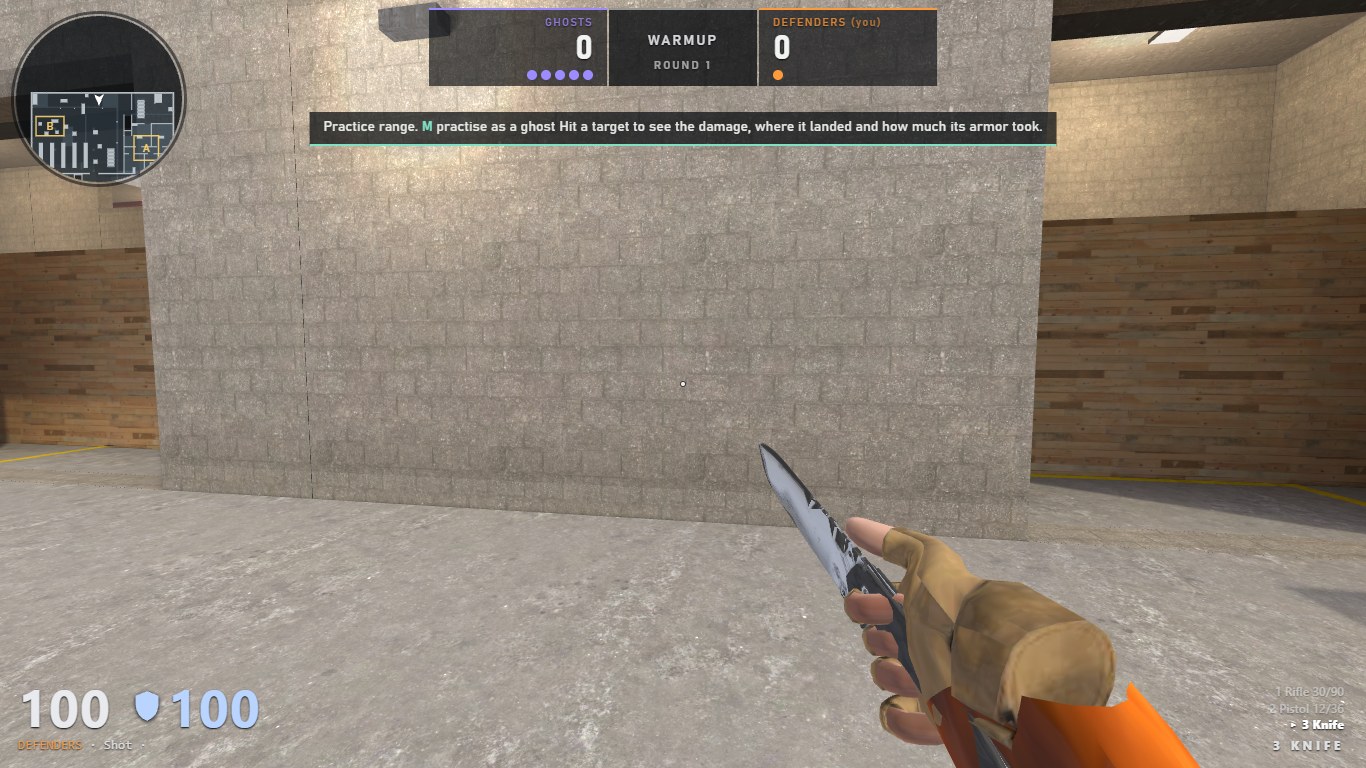 GHOSTS
0
WARMUP
ROUND 1
DEFENDERS (you)
0
Practice range. M practise as a ghost Hit a target to see the damage, where it landed and how much its armor took.
B
A
100 100
DEFENDERS · Shot ·
1 Rifle 30/90
2 Pistol 12/36
▸ 3 Knife
3 KNIFE